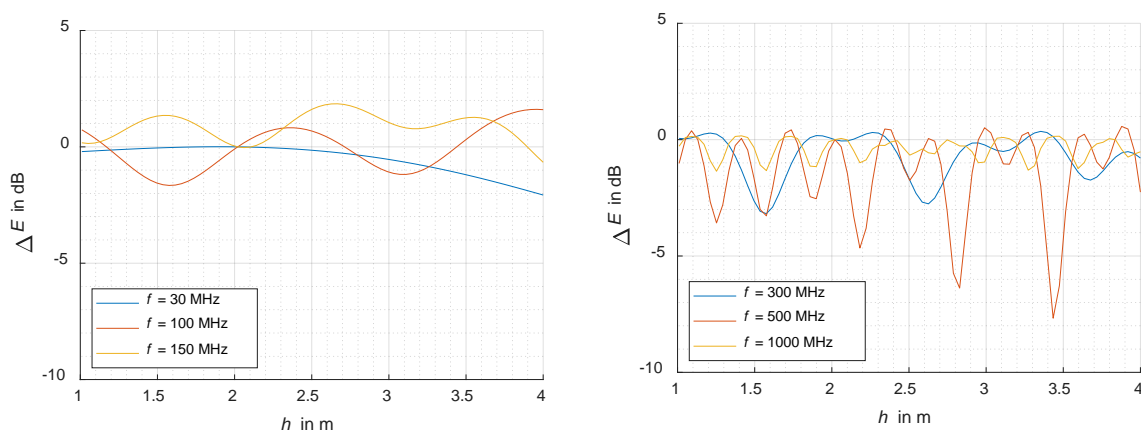 5
0
-5
-10
Δ E in dB
1 1.5 2 2.5 3 3.5 4
h in m
f = 30 MHz
f = 100 MHz
f = 150 MHz
5
0
-5
-10
Δ E in dB
1 1.5 2 2.5 3 3.5 4
h in m
f = 300 MHz
f = 500 MHz
f = 1000 MHz